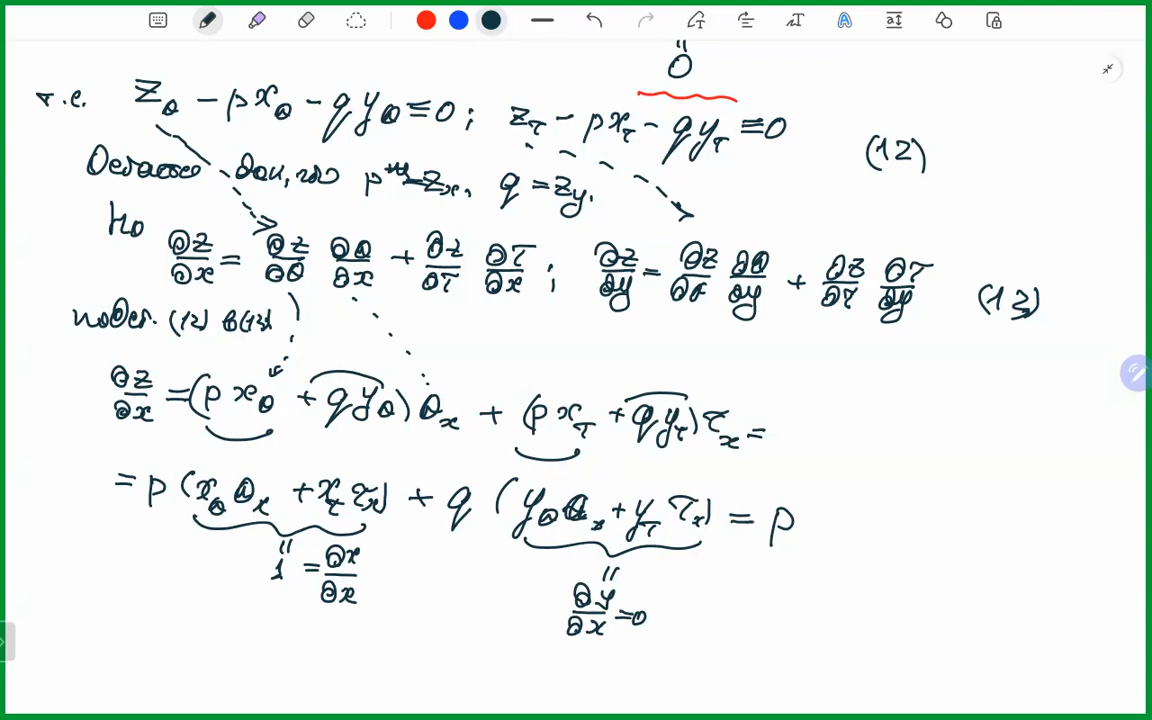 0
т.е. z_θ − p x_θ − q y_θ ≡ 0; z_τ − p x_τ − q y_τ ≡ 0
(12)
Осталось док, что p = z_x, q = z_y.
Но ∂z/∂x = ∂z/∂θ ∂θ/∂x + ∂z/∂τ ∂τ/∂x; ∂z/∂y = ∂z/∂θ ∂θ/∂y + ∂z/∂τ ∂τ/∂y (13)
подст. (12) в (13)
∂z/∂x = (p x_θ + q y_θ) θ_x + (p x_τ + q y_τ) τ_x =
= p (x_θ θ_x + x_τ τ_x) + q (y_θ θ_x + y_τ τ_x) = p
1 = ∂x/∂x
∂y/∂x = 0